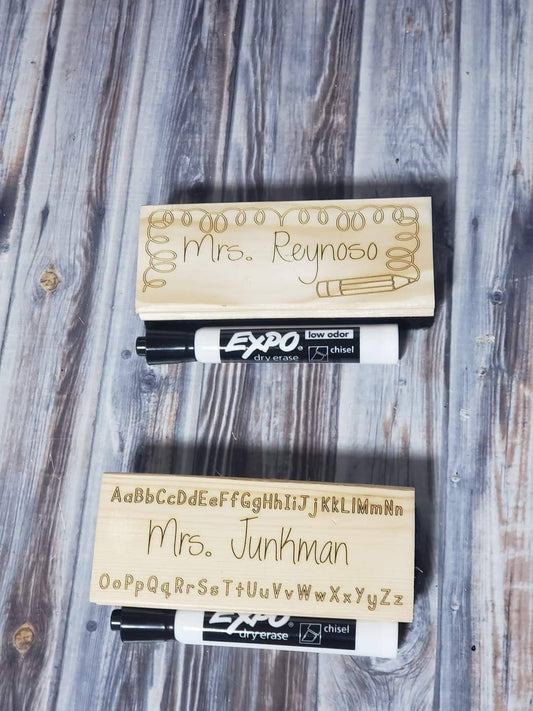 Mrs. Reynoso
EXPO® low odor
dry erase chisel
AaBbCcDdEeFfGgHhIiJjKkLlMmNn
Mrs. Junkman
OoPpQqRrSsTtUuVvWwXxYyZz
EXPO
dry erase chisel